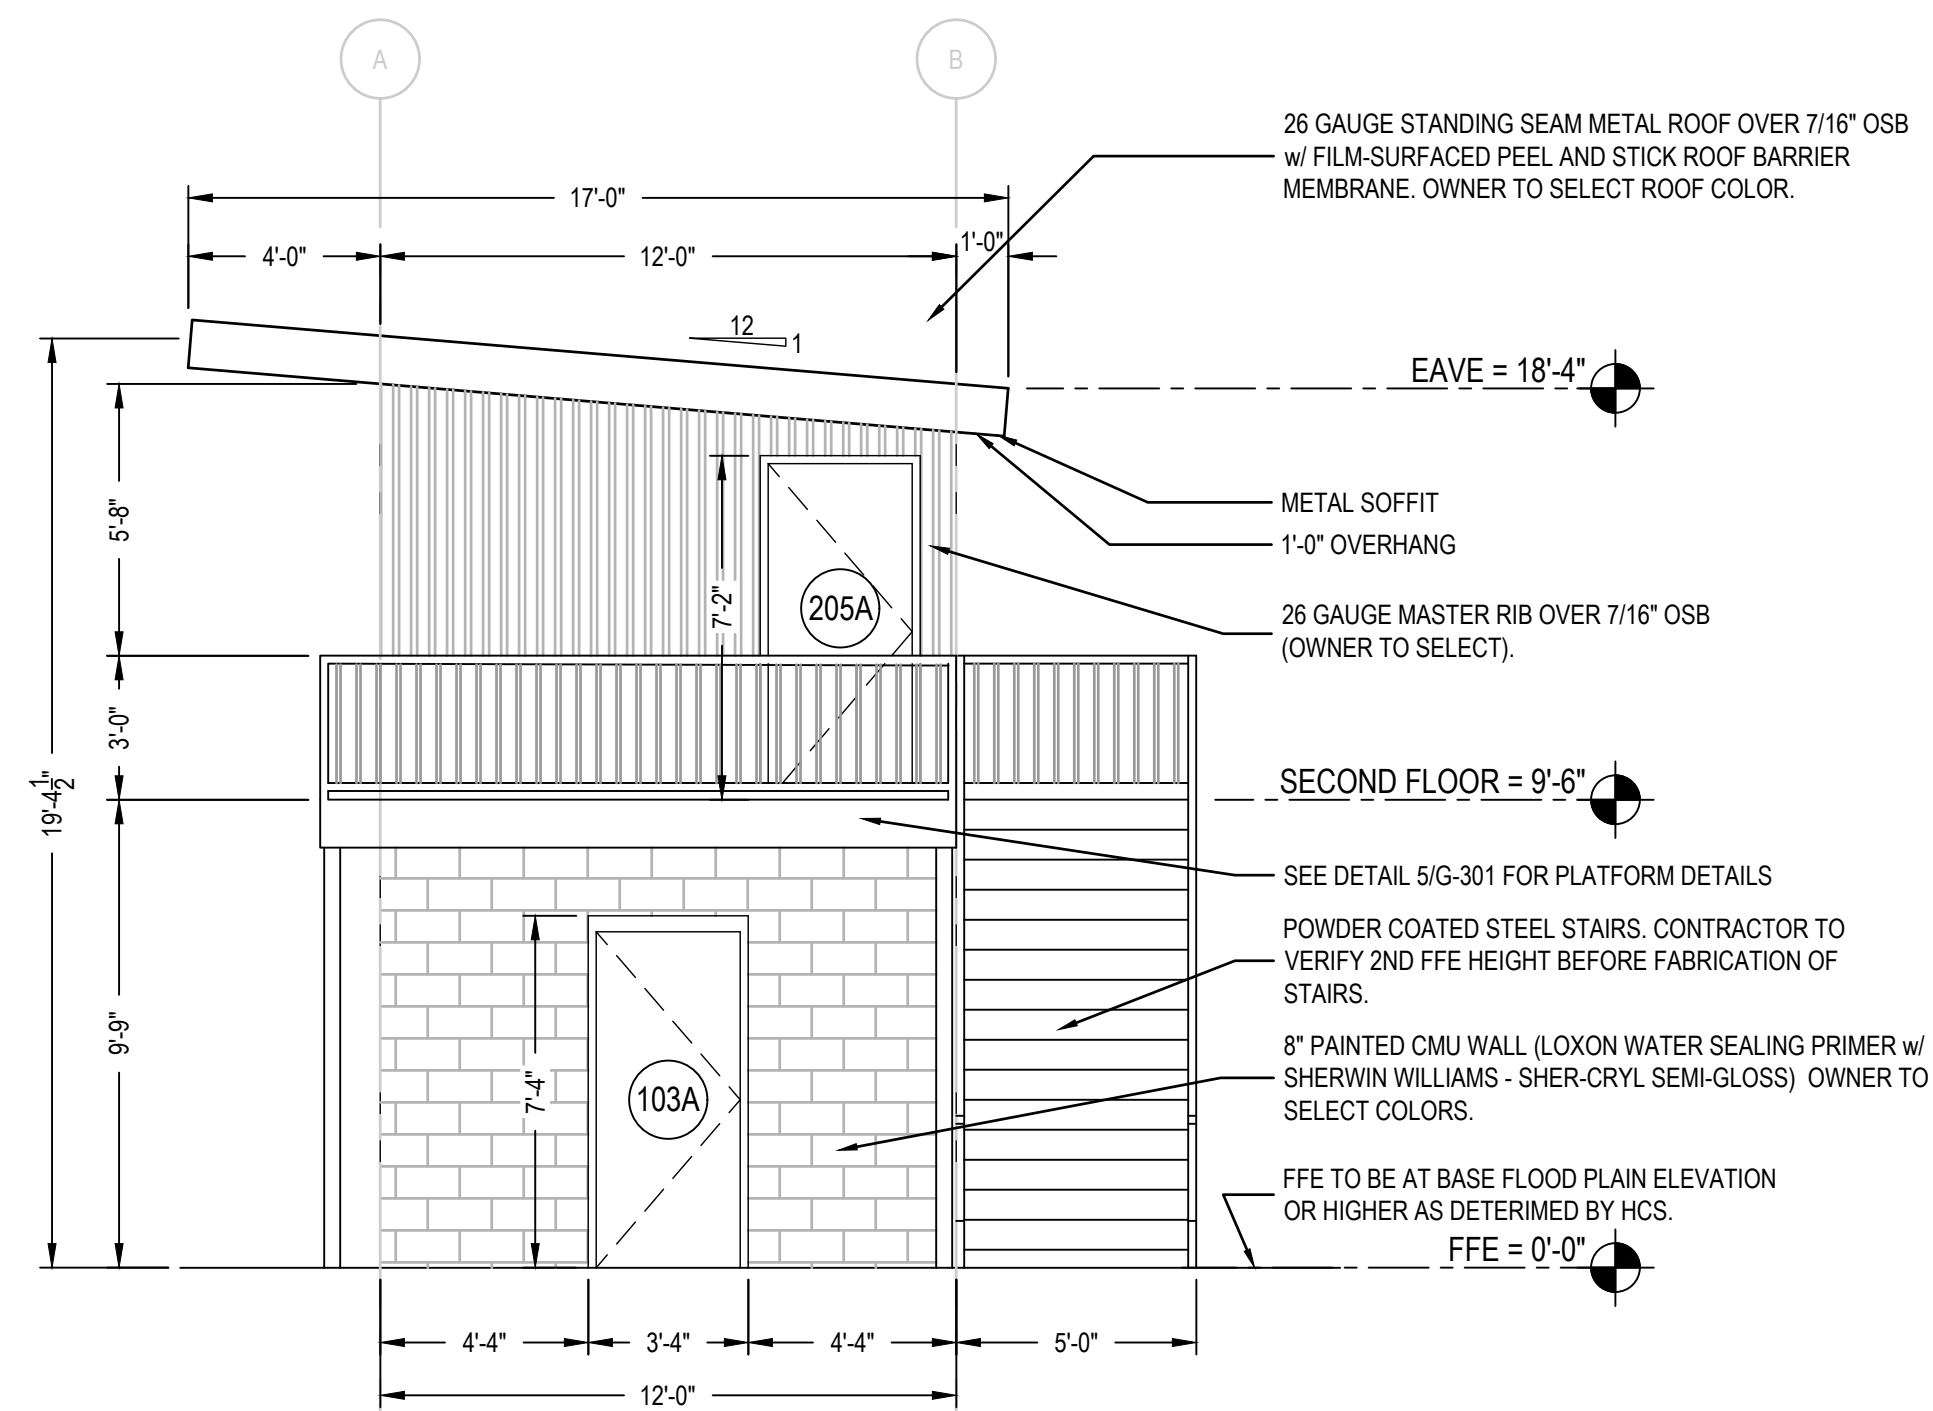 A
B
26 GAUGE STANDING SEAM METAL ROOF OVER 7/16" OSB
w/ FILM-SURFACED PEEL AND STICK ROOF BARRIER
MEMBRANE. OWNER TO SELECT ROOF COLOR.
17'-0"
4'-0"
12'-0"
1'-0"
12
1
EAVE = 18'-4"
METAL SOFFIT
1'-0" OVERHANG
5'-8"
7'-2"
205A
26 GAUGE MASTER RIB OVER 7/16" OSB
(OWNER TO SELECT).
3'-0"
19'-4 1/2"
SECOND FLOOR = 9'-6"
SEE DETAIL 5/G-301 FOR PLATFORM DETAILS
POWDER COATED STEEL STAIRS. CONTRACTOR TO
VERIFY 2ND FFE HEIGHT BEFORE FABRICATION OF
STAIRS.
9'-9"
7'-4"
103A
8" PAINTED CMU WALL (LOXON WATER SEALING PRIMER w/
SHERWIN WILLIAMS - SHER-CRYL SEMI-GLOSS) OWNER TO
SELECT COLORS.
FFE TO BE AT BASE FLOOD PLAIN ELEVATION
OR HIGHER AS DETERIMED BY HCS.
FFE = 0'-0"
4'-4"
3'-4"
4'-4"
5'-0"
12'-0"